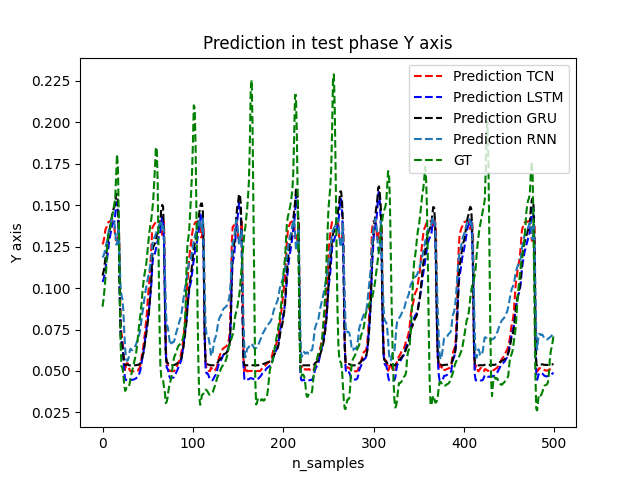 Prediction in test phase Y axis
Prediction TCN
Prediction LSTM
Prediction GRU
Prediction RNN
GT
Y axis
0.225
0.200
0.175
0.150
0.125
0.100
0.075
0.050
0.025
0 100 200 300 400 500
n_samples